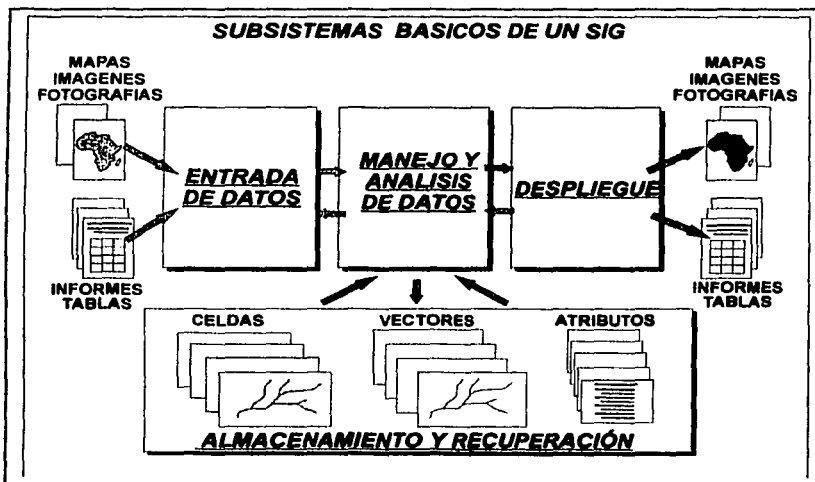 SUBSISTEMAS BASICOS DE UN SIG
MAPAS
IMAGENES
FOTOGRAFIAS
INFORMES
TABLAS
ENTRADA
DE DATOS
MANEJO Y
ANALISIS
DE DATOS
DESPLIEGUE
MAPAS
IMAGENES
FOTOGRAFIAS
INFORMES
TABLAS
CELDAS
VECTORES
ATRIBUTOS
ALMACENAMIENTO Y RECUPERACIÓN